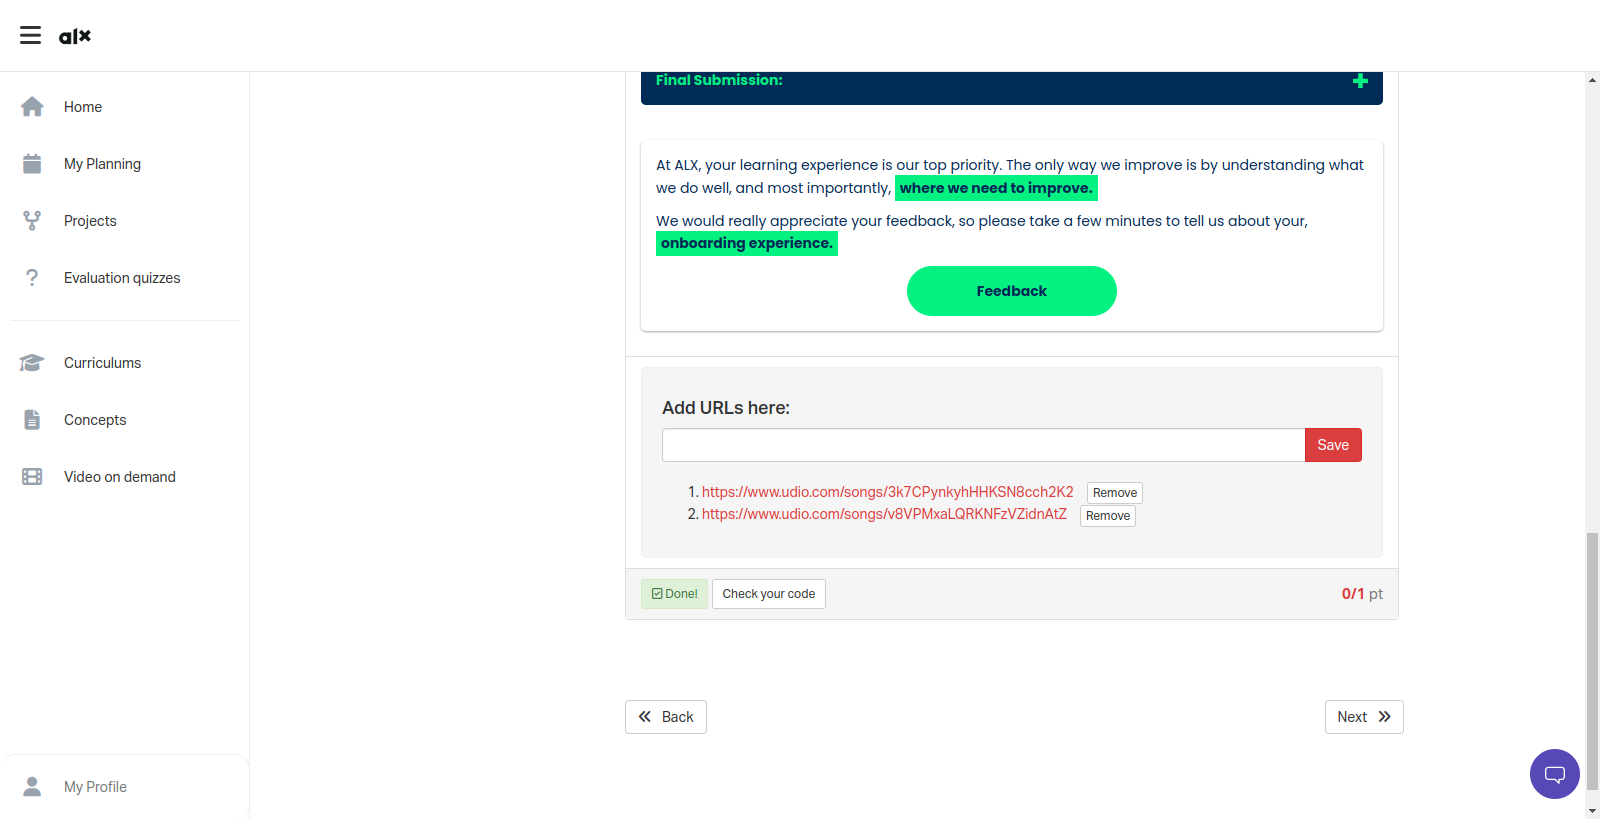 alx
Home
My Planning
Projects
Evaluation quizzes
Curriculums
Concepts
Video on demand
My Profile
Final Submission:
At ALX, your learning experience is our top priority. The only way we improve is by understanding what
we do well, and most importantly, where we need to improve.
We would really appreciate your feedback, so please take a few minutes to tell us about your,
onboarding experience.
Feedback
Add URLs here:
Save
1. https://www.udio.com/songs/3k7CPynkyhHHKSN8cch2K2 Remove
2. https://www.udio.com/songs/v8VPMxaLQRKNFzVZidnAtZ Remove
Done! Check your code 0/1 pt
Back Next